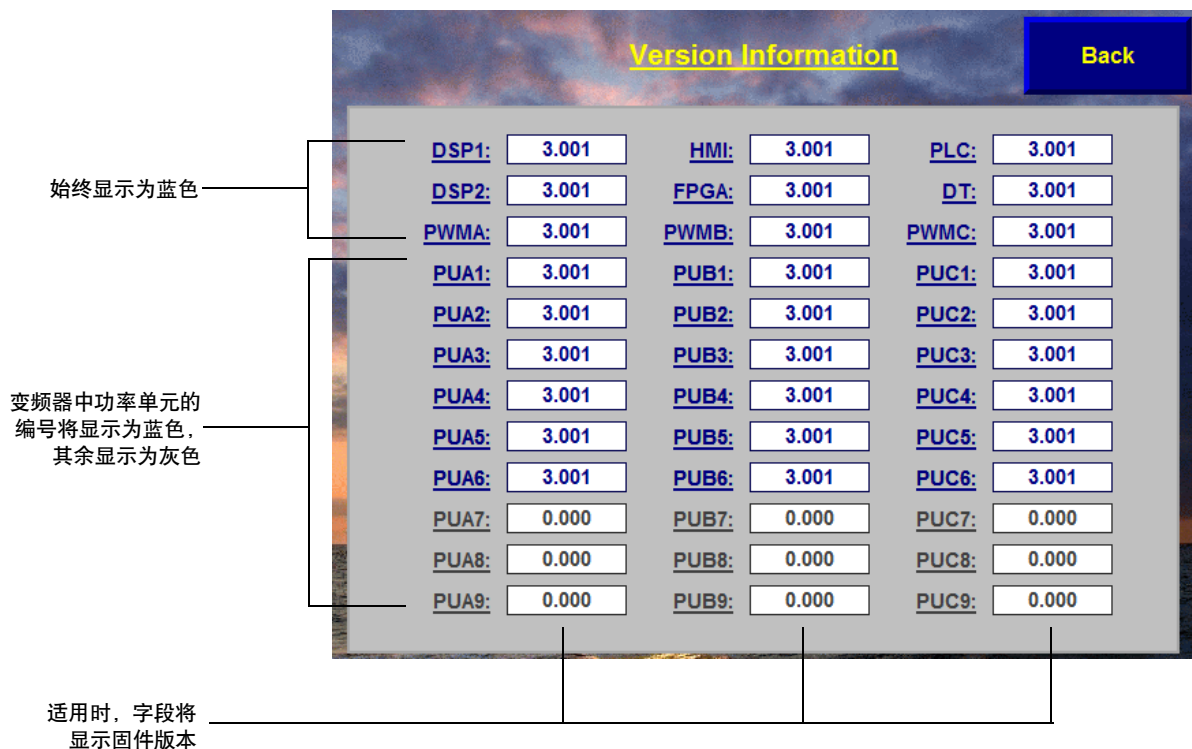 Version Information
Back
DSP1: 3.001 HMI: 3.001 PLC: 3.001
始终显示为蓝色
DSP2: 3.001 FPGA: 3.001 DT: 3.001
PWMA: 3.001 PWMB: 3.001 PWMC: 3.001
PUA1: 3.001 PUB1: 3.001 PUC1: 3.001
PUA2: 3.001 PUB2: 3.001 PUC2: 3.001
PUA3: 3.001 PUB3: 3.001 PUC3: 3.001
PUA4: 3.001 PUB4: 3.001 PUC4: 3.001
变频器中功率单元的
编号将显示为蓝色，
其余显示为灰色
PUA5: 3.001 PUB5: 3.001 PUC5: 3.001
PUA6: 3.001 PUB6: 3.001 PUC6: 3.001
PUA7: 0.000 PUB7: 0.000 PUC7: 0.000
PUA8: 0.000 PUB8: 0.000 PUC8: 0.000
PUA9: 0.000 PUB9: 0.000 PUC9: 0.000
适用时，字段将
显示固件版本